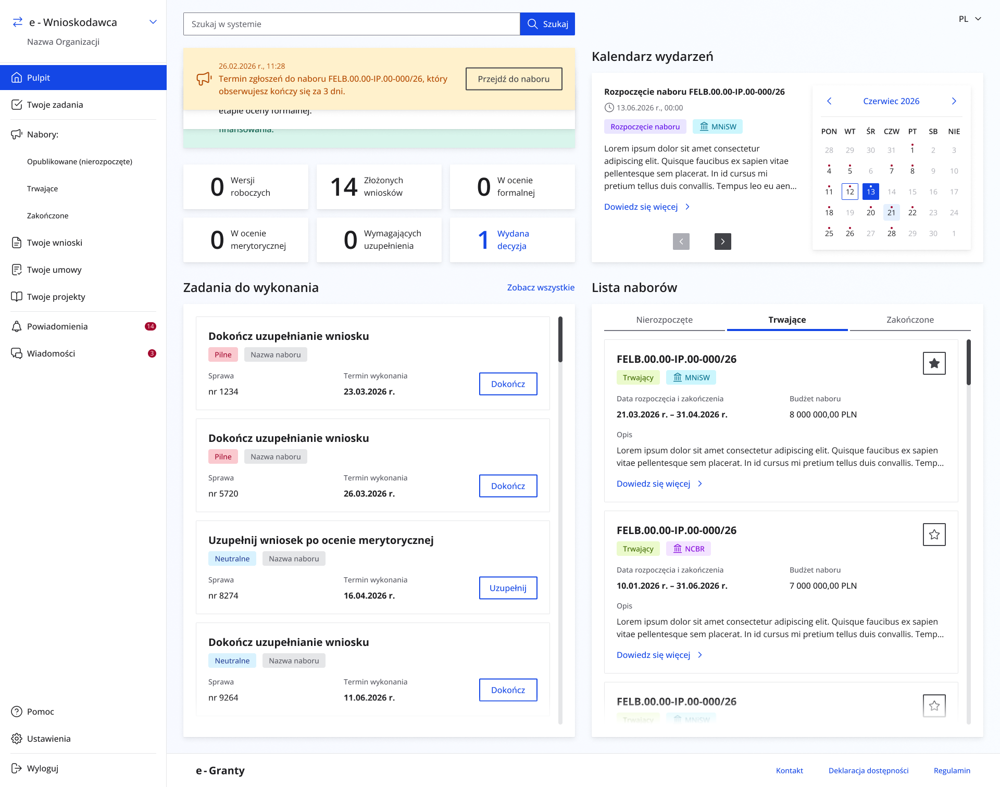 e - Wnioskodawca
Nazwa Organizacji
Pulpit
Twoje zadania
Nabory:
Opublikowane (nierozpoczęte)
Trwające
Zakończone
Twoje wnioski
Twoje umowy
Twoje projekty
Powiadomienia 14
Wiadomości 3
Pomoc
Ustawienia
Wyloguj
Szukaj w systemie
Szukaj
PL
26.02.2026 r., 11:28
Termin zgłoszeń do naboru FELB.00.00-IP.00-000/26, który
obserwujesz kończy się za 3 dni.
Przejdź do naboru
etapie oceny formalnej.
finansowania.
0 Wersji
roboczych
14 Złożonych
wniosków
0 W ocenie
formalnej
0 W ocenie
merytorycznej
0 Wymagających
uzupełnienia
1 Wydana
decyzja
Kalendarz wydarzeń
Rozpoczęcie naboru FELB.00.00-IP.00-000/26
13.06.2026 r., 00:00
Rozpoczęcie naboru MNiSW
Lorem ipsum dolor sit amet consectetur
adipiscing elit. Quisque faucibus ex sapien vitae
pellentesque sem placerat. In id cursus mi
pretium tellus duis convallis. Tempus leo eu aen...
Dowiedz się więcej
Czerwiec 2026
PON WT ŚR CZW PT SB NIE
28 29 30 31 1 2 3
4 5 6 7 8 9 10
11 12 13 14 15 16 17
18 19 20 21 22 23 24
25 26 27 28 29 30 1
Zadania do wykonania
Zobacz wszystkie
Dokończ uzupełnianie wniosku
Pilne Nazwa naboru
Sprawa Termin wykonania
nr 1234 23.03.2026 r.
Dokończ
Dokończ uzupełnianie wniosku
Pilne Nazwa naboru
Sprawa Termin wykonania
nr 5720 26.03.2026 r.
Dokończ
Uzupełnij wniosek po ocenie merytorycznej
Neutralne Nazwa naboru
Sprawa Termin wykonania
nr 8274 16.04.2026 r.
Uzupełnij
Dokończ uzupełnianie wniosku
Neutralne Nazwa naboru
Sprawa Termin wykonania
nr 9264 11.06.2026 r.
Dokończ
Lista naborów
Nierozpoczęte Trwające Zakończone
FELB.00.00-IP.00-000/26
Trwający MNiSW
Data rozpoczęcia i zakończenia Budżet naboru
21.03.2026 r. – 31.04.2026 r. 8 000 000,00 PLN
Opis
Lorem ipsum dolor sit amet consectetur adipiscing elit. Quisque faucibus ex sapien
vitae pellentesque sem placerat. In id cursus mi pretium tellus duis convallis. Temp...
Dowiedz się więcej
FELB.00.00-IP.00-000/26
Trwający NCBR
Data rozpoczęcia i zakończenia Budżet naboru
10.01.2026 r. – 31.06.2026 r. 7 000 000,00 PLN
Opis
Lorem ipsum dolor sit amet consectetur adipiscing elit. Quisque faucibus ex sapien
vitae pellentesque sem placerat. In id cursus mi pretium tellus duis convallis. Temp...
Dowiedz się więcej
FELB.00.00-IP.00-000/26
Trwający MNiSW
e - Granty
Kontakt Deklaracja dostępności Regulamin